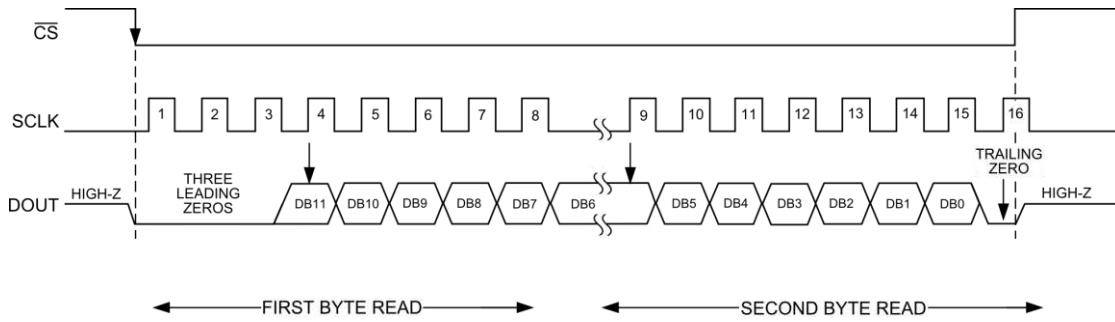 CS
SCLK
1 2 3 4 5 6 7 8 9 10 11 12 13 14 15 16
TRAILING
ZERO
DOUT
HIGH-Z
THREE
LEADING
ZEROS
DB11 DB10 DB9 DB8 DB7 DB6 DB5 DB4 DB3 DB2 DB1 DB0
HIGH-Z
FIRST BYTE READ
SECOND BYTE READ